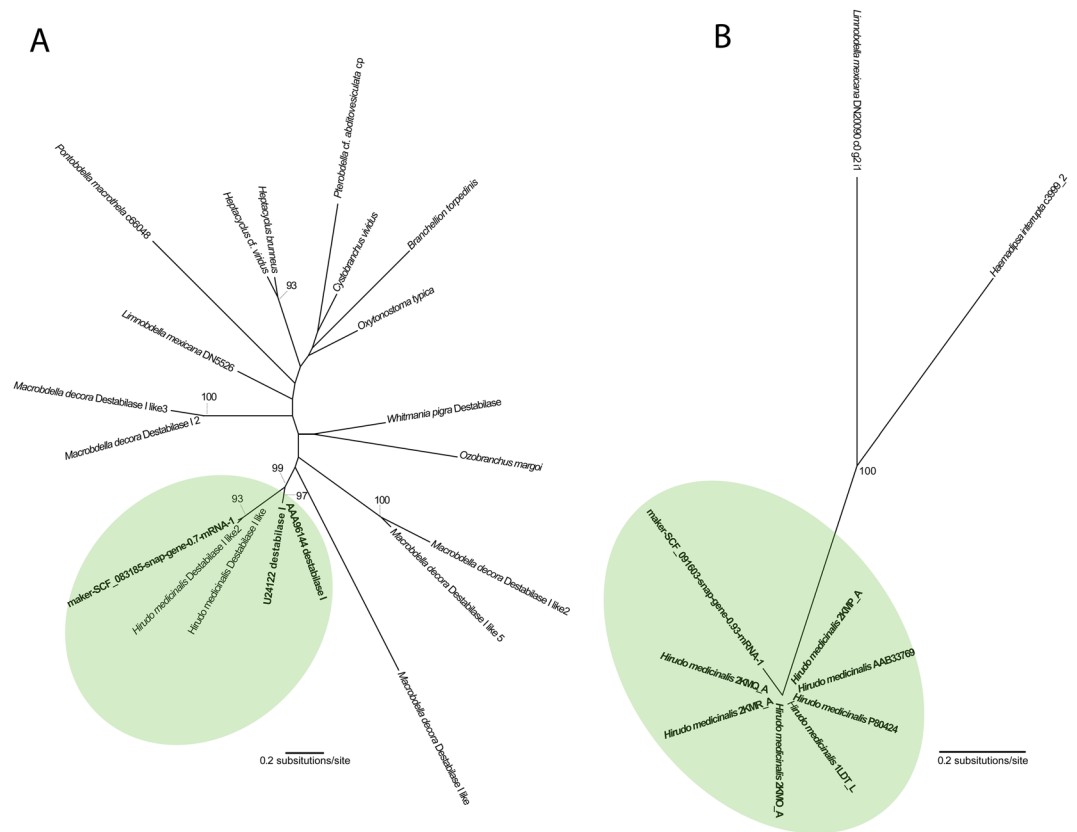 A
Pontobdella macrothela c66048
Heptacyclus cf. viridus
Heptacyclus brunneus
93
Pterobdella cf. abditovesiculata cp
Cystobranchus vividus
Branchellion torpedinis
Oxytonostoma typica
Limnobdella mexicana DN5526
Macrobdella decora Destabilase I like3
100
Macrobdella decora Destabilase I 2
Whitmania pigra Destabilase
Ozobranchus margoi
99
97
93
maker-SCF_083185-snap-gene-0.7-mRNA-1
Hirudo medicinalis Destabilase I like2
Hirudo medicinalis Destabilase I like
U24122 destabilase I
AAA96144 destabilase I
100
Macrobdella decora Destabilase I like2
Macrobdella decora Destabilase I like 5
Macrobdella decora Destabilase I like
0.2 subsitutions/site
B
Limnobdella mexicana DN20090 c0 g2 i1
Haemadipsa interrupta c3999_2
100
maker-SCF_091603-snap-gene-0.93-mRNA-1
Hirudo medicinalis 2KMP_A
Hirudo medicinalis AAB33769
Hirudo medicinalis 2KMQ_A
Hirudo medicinalis P80424
Hirudo medicinalis 2KMR_A
Hirudo medicinalis 1LDT_L
Hirudo medicinalis 2KMO_A
0.2 subsitutions/site